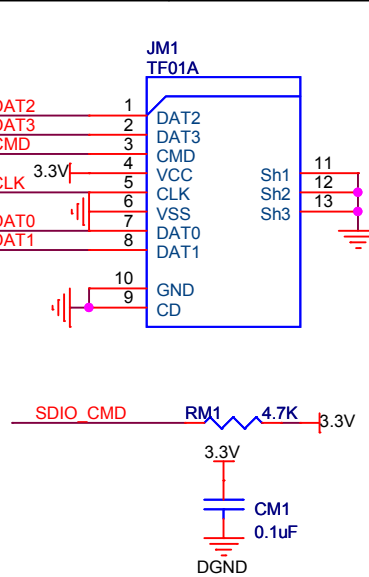 JM1
TF01A
DAT2 1 DAT2
DAT3 2 DAT3
CMD 3 CMD
3.3V 4 VCC Sh1 11
CLK 5 CLK Sh2 12
6 VSS Sh3 13
DAT0 7 DAT0
DAT1 8 DAT1
10 GND
9 CD
SDIO_CMD RM1 4.7K 3.3V
3.3V
CM1
0.1uF
DGND